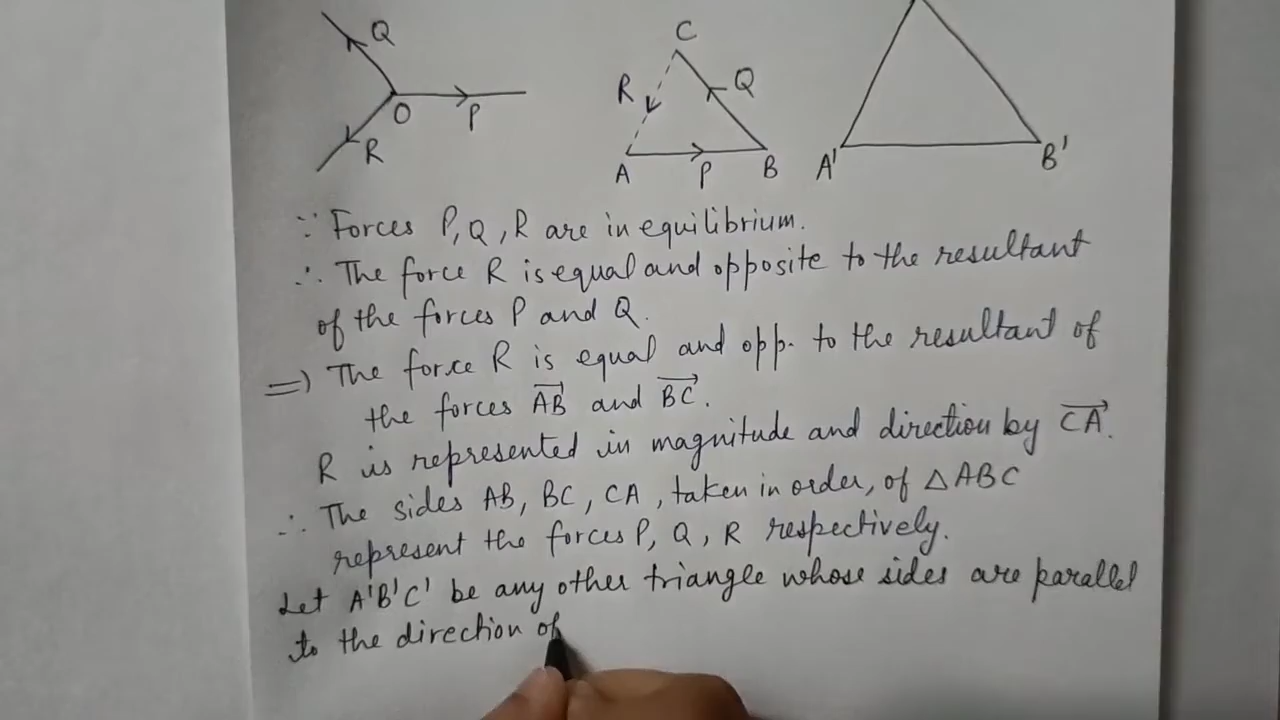 Q
O
P
R
C
R
Q
A
P
B
A'
B'
∵ Forces P, Q, R are in equilibrium.
∴ The force R is equal and opposite to the resultant
of the forces P and Q.
=) The force R is equal and opp. to the resultant of
the forces A⃗B⃗ and B⃗C⃗.
R is represented in magnitude and direction by C⃗A⃗.
∴ The sides AB, BC, CA, taken in order, of △ABC
represent the forces P, Q, R respectively.
Let A'B'C' be any other triangle whose sides are parallel
to the direction of